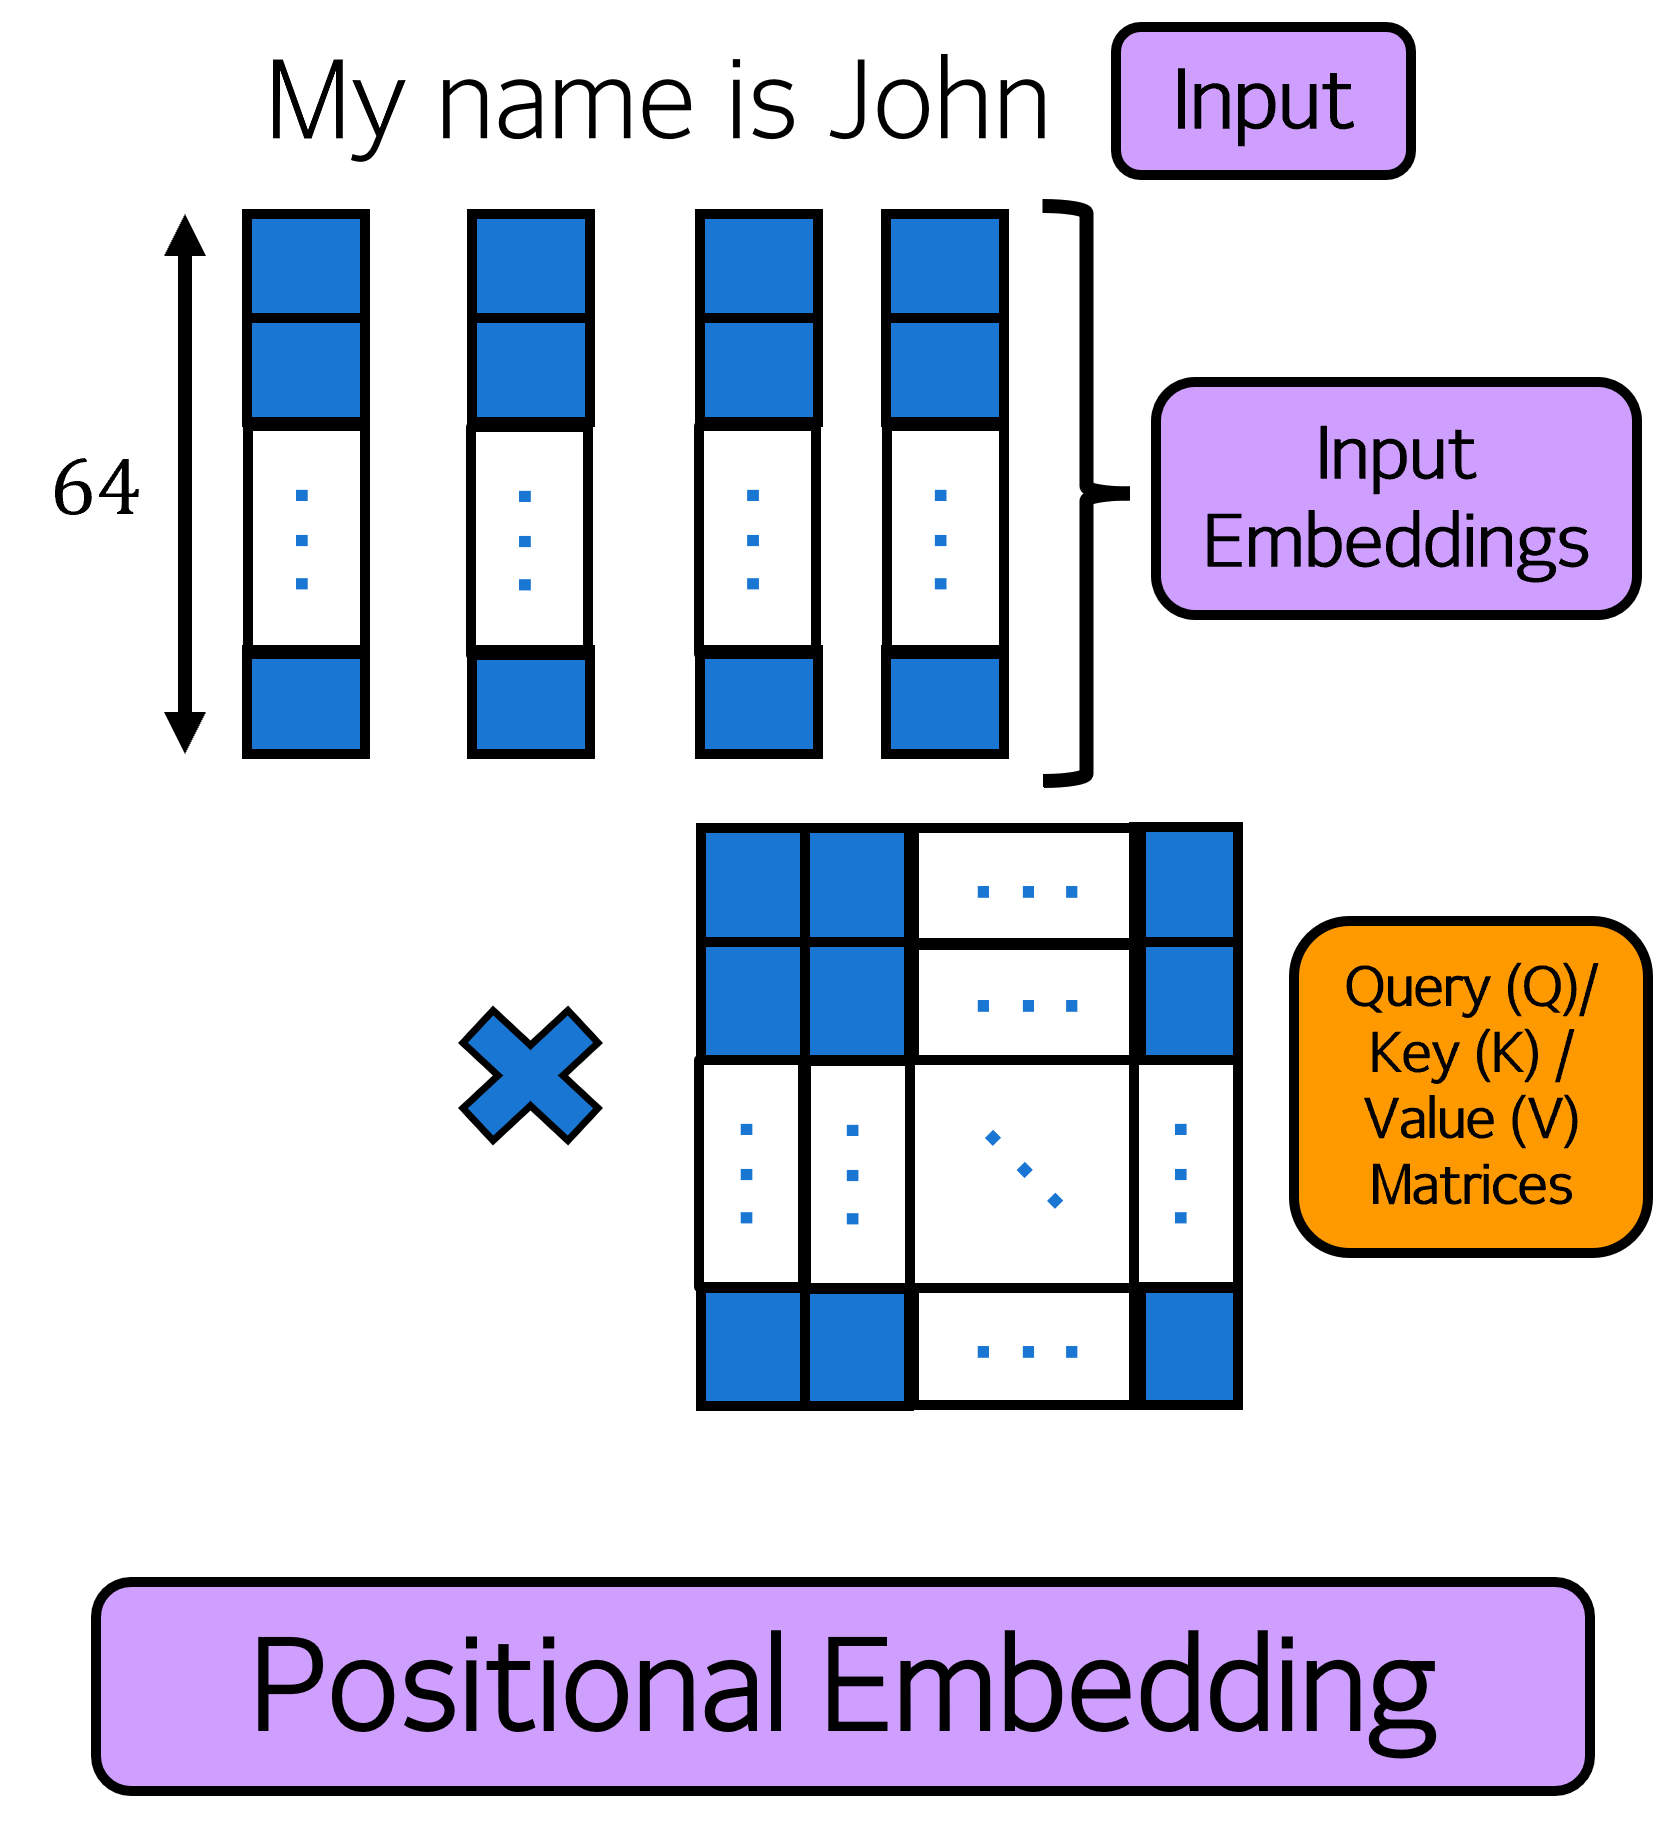 My name is John
Input
64
Input
Embeddings
Query (Q)/
Key (K) /
Value (V)
Matrices
Positional Embedding